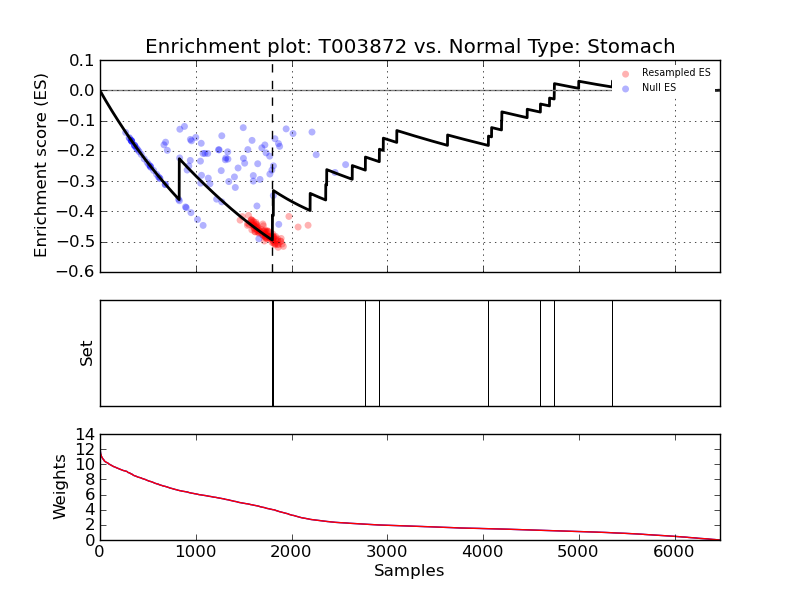 Enrichment plot: T003872 vs. Normal Type: Stomach
Enrichment score (ES)
0.1
0.0
−0.1
−0.2
−0.3
−0.4
−0.5
−0.6
Resampled ES
Null ES
Set
Weights
14
12
10
8
6
4
2
0
0 1000 2000 3000 4000 5000 6000
Samples